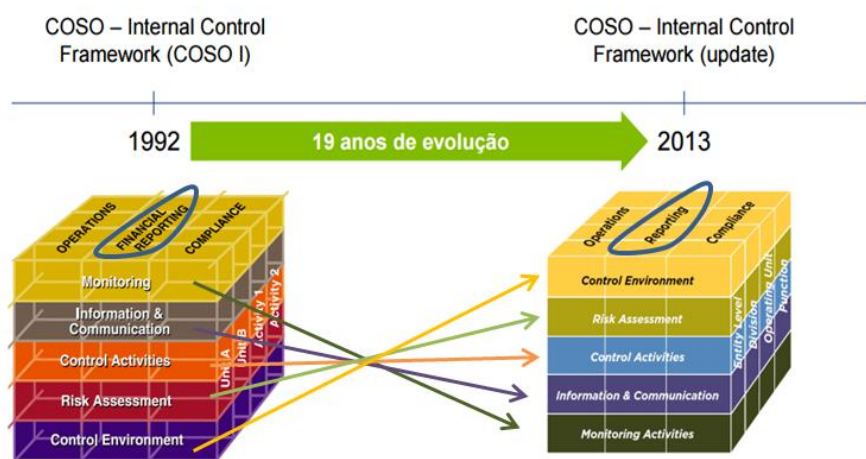 COSO – Internal Control
Framework (COSO I)
COSO – Internal Control
Framework (update)
1992
19 anos de evolução
2013
OPERATIONS
FINANCIAL
REPORTING
COMPLIANCE
Monitoring
Information &
Communication
Control Activities
Risk Assessment
Control Environment
Unit A
Unit B
Activity 1
Activity 2
Operations
Reporting
Compliance
Control Environment
Risk Assessment
Control Activities
Information & Communication
Monitoring Activities
Entity Level
Division
Operating Unit
Function